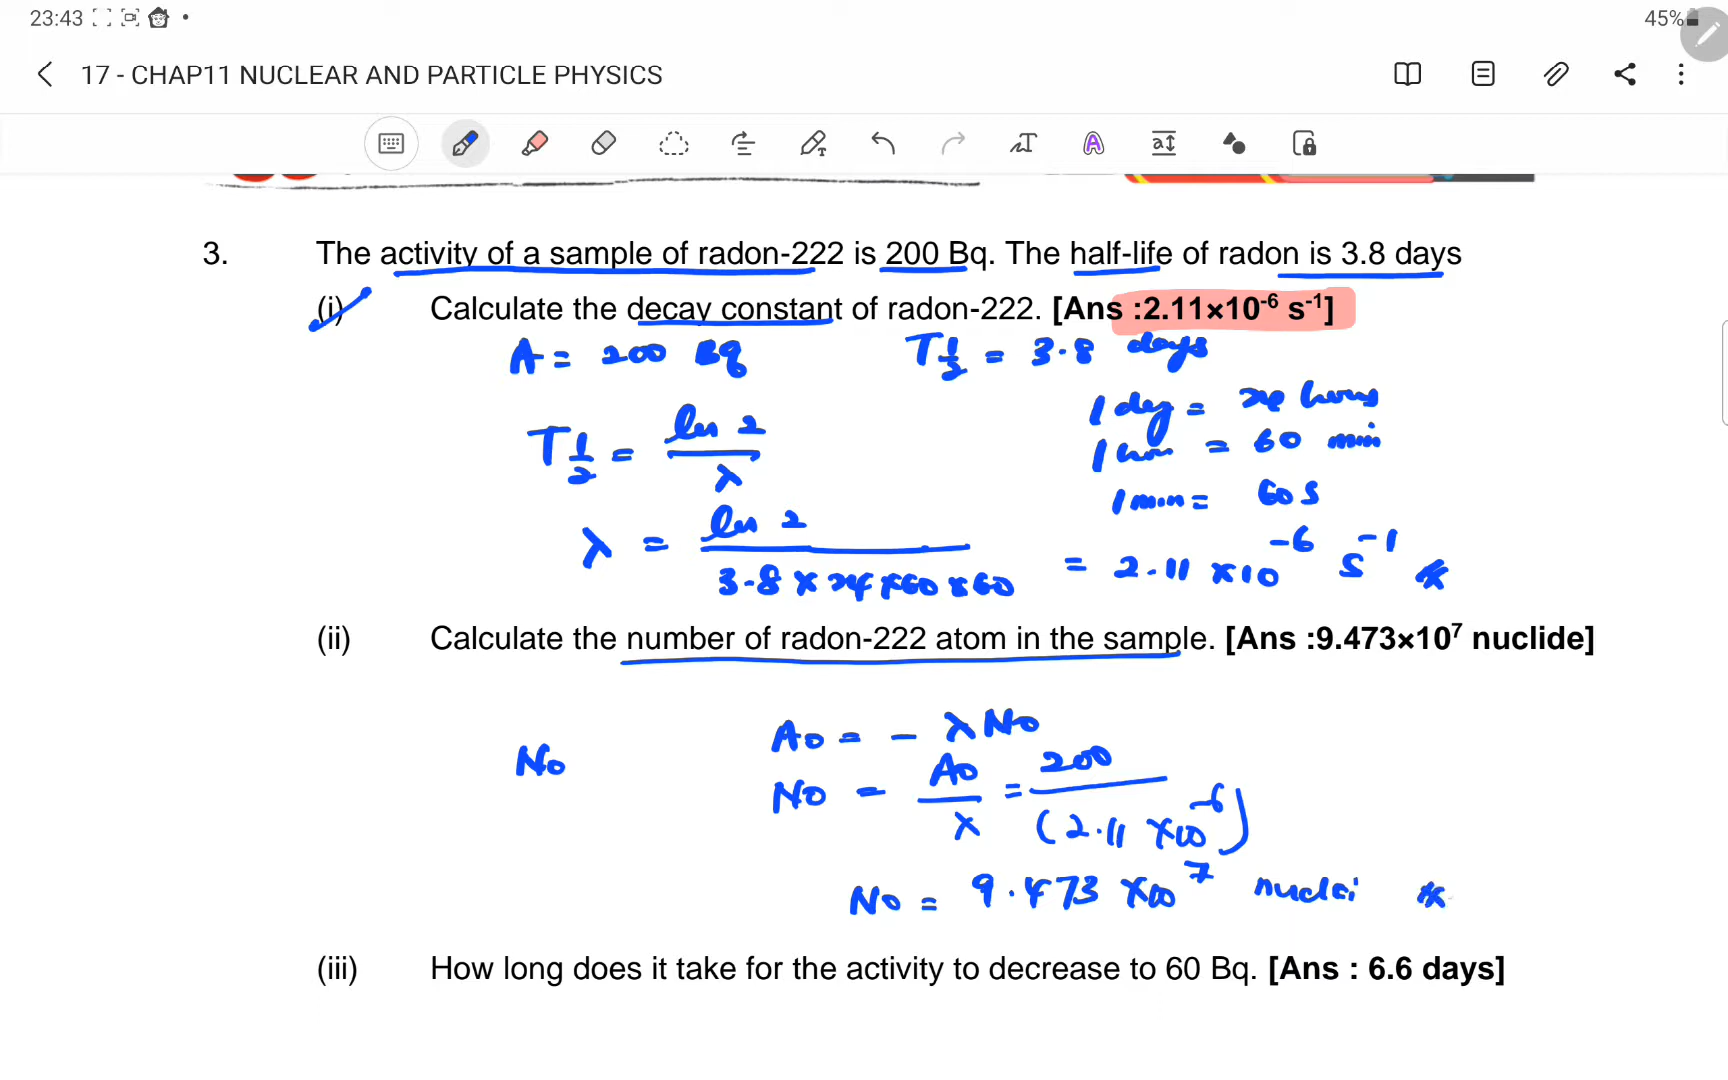 23:43
45%
17 - CHAP11 NUCLEAR AND PARTICLE PHYSICS
3. The activity of a sample of radon-222 is 200 Bq. The half-life of radon is 3.8 days
(i) Calculate the decay constant of radon-222. [Ans :2.11×10⁻⁶ s⁻¹]
A = 200 Bq
T½ = 3.8 days
1 day = 24 hours
T½ = ln 2 / λ
1 hour = 60 min
1 min = 60 s
λ = ln 2 / 3.8 × 24 × 60 × 60 = 2.11 × 10⁻⁶ s⁻¹
(ii) Calculate the number of radon-222 atom in the sample. [Ans :9.473×10⁷ nuclide]
A₀ = - λN₀
N₀
N₀ = A₀ / λ = 200 / (2.11 × 10⁻⁶)
N₀ = 9.473 × 10⁷ nuclei
(iii) How long does it take for the activity to decrease to 60 Bq. [Ans : 6.6 days]